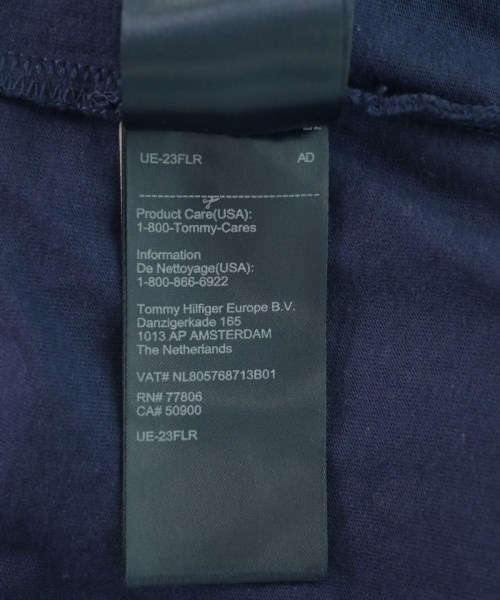 UE-23FLR AD
Product Care(USA):
1-800-Tommy-Cares
Information
De Nettoyage(USA):
1-800-866-6922
Tommy Hilfiger Europe B.V.
Danzigerkade 165
1013 AP AMSTERDAM
The Netherlands
VAT# NL805768713B01
RN# 77806
CA# 50900
UE-23FLR